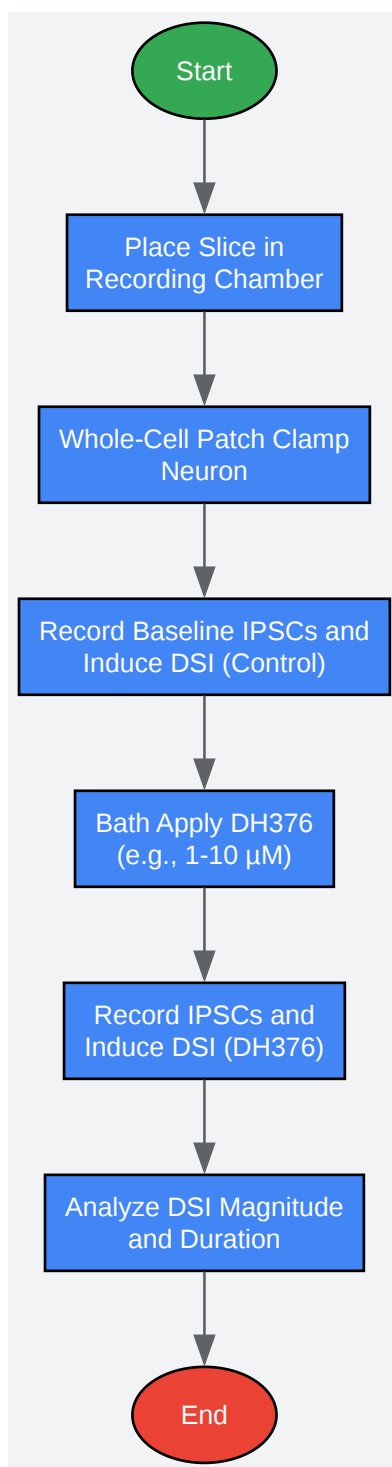 Start
Place Slice in
Recording Chamber
Whole-Cell Patch Clamp
Neuron
Record Baseline IPSCs and
Induce DSI (Control)
Bath Apply DH376
(e.g., 1-10 µM)
Record IPSCs and
Induce DSI (DH376)
Analyze DSI Magnitude
and Duration
End